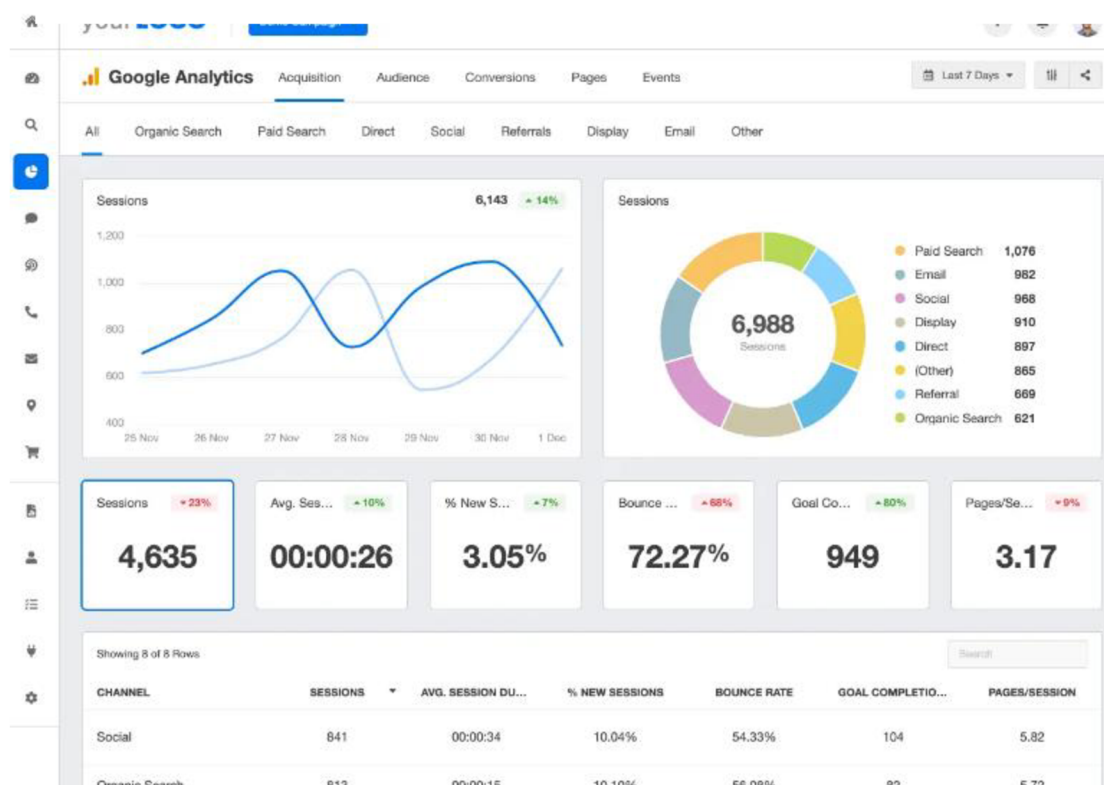 Google Analytics Acquisition Audience Conversions Pages Events Last 7 Days
All Organic Search Paid Search Direct Social Referrals Display Email Other
Sessions 6,143 14%
1,200
1,000
800
600
400
25 Nov 26 Nov 27 Nov 28 Nov 29 Nov 30 Nov 1 Dec
Sessions
6,988
Sessions
Paid Search 1,076
Email 982
Social 968
Display 910
Direct 897
(Other) 865
Referral 669
Organic Search 621
Sessions 23%
4,635
Avg. Ses... 10%
00:00:26
% New S... 7%
3.05%
Bounce ... 68%
72.27%
Goal Co... 80%
949
Pages/Se... 9%
3.17
Showing 8 of 8 Rows Search
CHANNEL SESSIONS AVG. SESSION DU... % NEW SESSIONS BOUNCE RATE GOAL COMPLETIO... PAGES/SESSION
Social 841 00:00:34 10.04% 54.33% 104 5.82
Organic Search 813